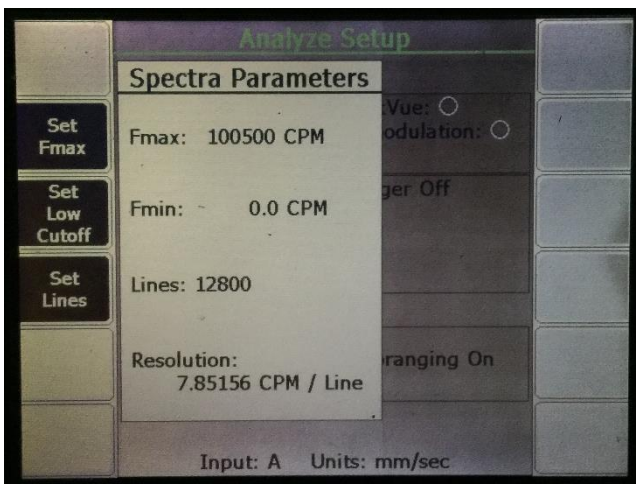 Analyze Setup
Spectra Parameters
Set
Fmax
Set
Low
Cutoff
Set
Lines
Fmax: 100500 CPM
Fmin: 0.0 CPM
Lines: 12800
Resolution:
7.85156 CPM / Line
Vue:
odulation:
ger Off
ranging On
Input: A Units: mm/sec